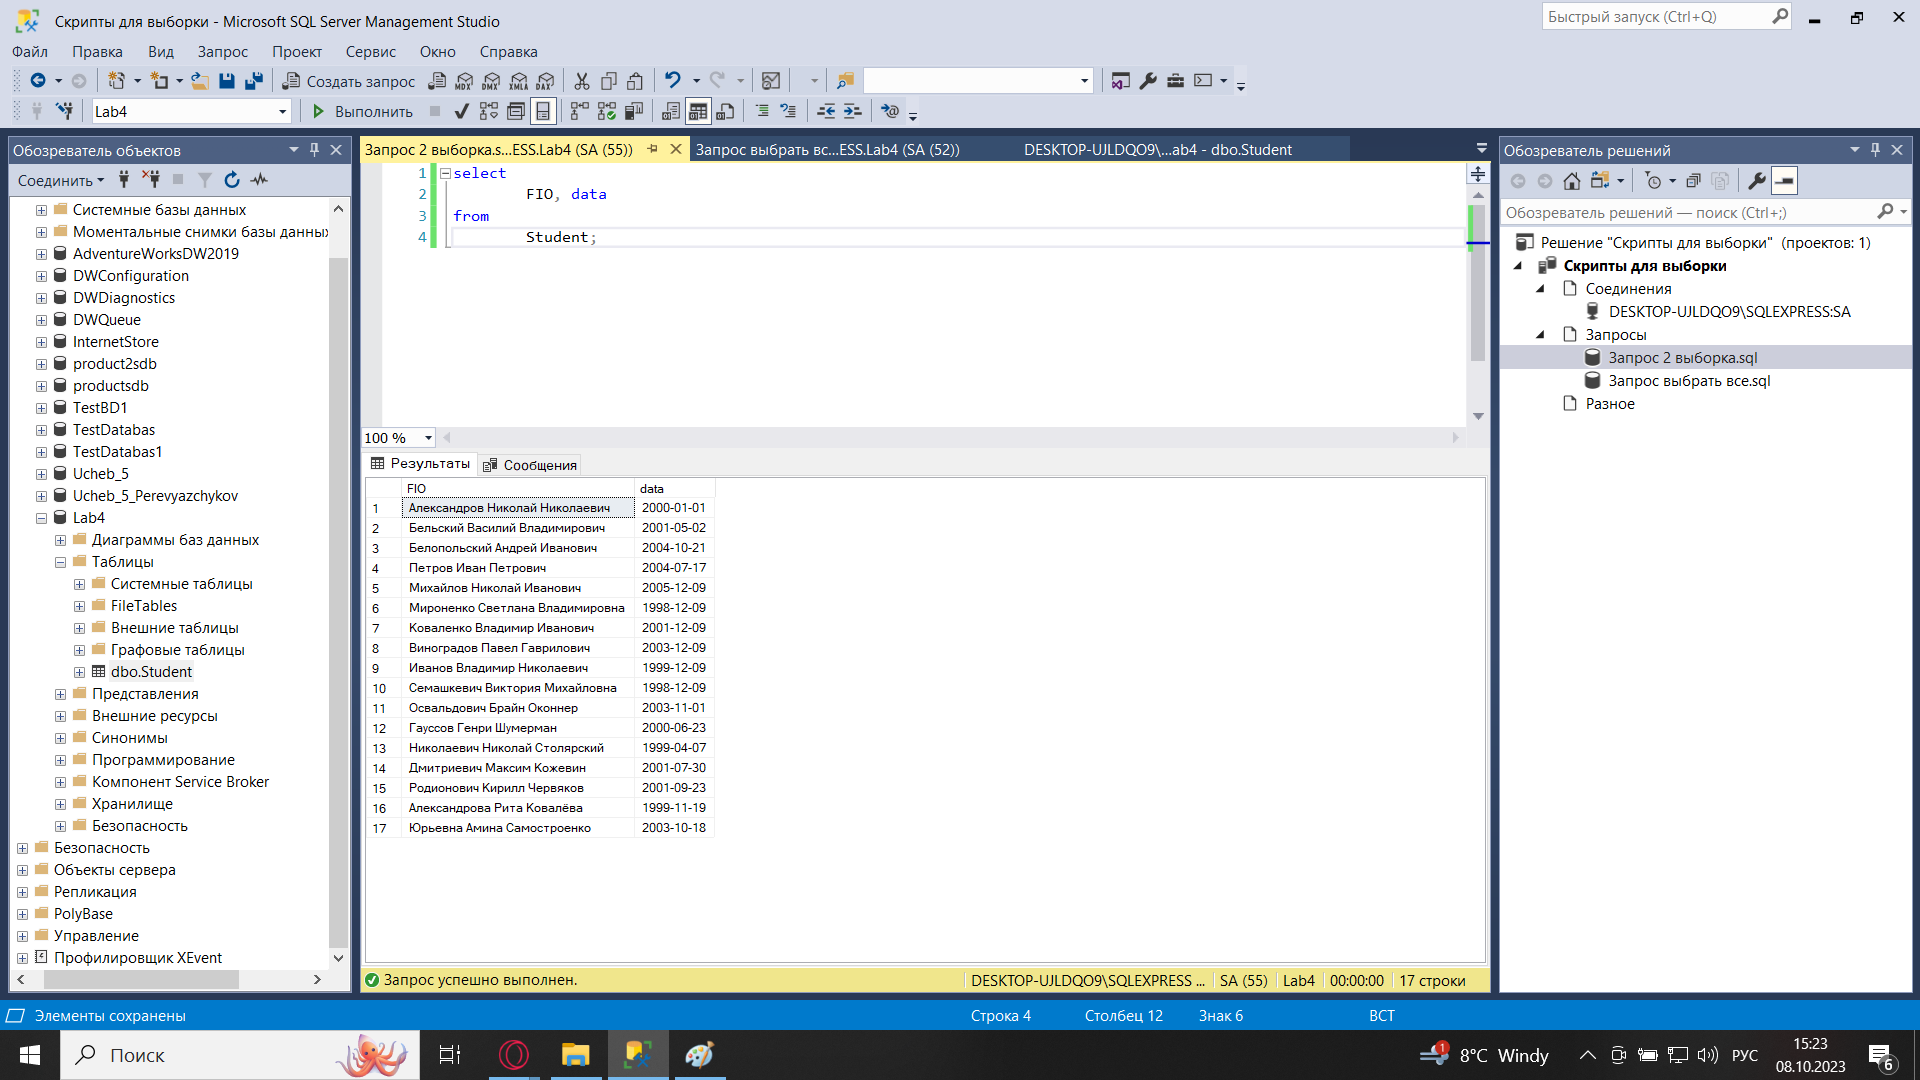 Скрипты для выборки - Microsoft SQL Server Management Studio
Быстрый запуск (Ctrl+Q)
Файл Правка Вид Запрос Проект Сервис Окно Справка
Создать запрос MDX DMX XMLA DAX
Lab4 Выполнить
Обозреватель объектов
Соединить
Системные базы данных
Моментальные снимки базы данны
AdventureWorksDW2019
DWConfiguration
DWDiagnostics
DWQueue
InternetStore
product2sdb
productsdb
TestBD1
TestDatabas
TestDatabas1
Ucheb_5
Ucheb_5_Perevyazchykov
Lab4
Диаграммы баз данных
Таблицы
Системные таблицы
FileTables
Внешние таблицы
Графовые таблицы
dbo.Student
Представления
Внешние ресурсы
Синонимы
Программирование
Компонент Service Broker
Хранилище
Безопасность
Безопасность
Объекты сервера
Репликация
PolyBase
Управление
Профилировщик XEvent
Запрос 2 выборка.s...ESS.Lab4 (SA (55)) Запрос выбрать вс...ESS.Lab4 (SA (52)) DESKTOP-UJLDQO9\...ab4 - dbo.Student
1 select
2 FIO, data
3 from
4 Student;
100 %
Результаты Сообщения
FIO data
1 Александров Николай Николаевич 2000-01-01
2 Бельский Василий Владимирович 2001-05-02
3 Белопольский Андрей Иванович 2004-10-21
4 Петров Иван Петрович 2004-07-17
5 Михайлов Николай Иванович 2005-12-09
6 Мироненко Светлана Владимировна 1998-12-09
7 Коваленко Владимир Иванович 2001-12-09
8 Виноградов Павел Гаврилович 2003-12-09
9 Иванов Владимир Николаевич 1999-12-09
10 Семашкевич Виктория Михайловна 1998-12-09
11 Освальдович Брайн Оконнер 2003-11-01
12 Гауссов Генри Шумерман 2000-06-23
13 Николаевич Николай Столярский 1999-04-07
14 Дмитриевич Максим Кожевин 2001-07-30
15 Родионович Кирилл Червяков 2001-09-23
16 Александрова Рита Ковалёва 1999-11-19
17 Юрьевна Амина Самостроенко 2003-10-18
Запрос успешно выполнен. DESKTOP-UJLDQO9\SQLEXPRESS ... SA (55) Lab4 00:00:00 17 строки
Обозреватель решений
Обозреватель решений — поиск (Ctrl+;)
Решение "Скрипты для выборки" (проектов: 1)
Скрипты для выборки
Соединения
DESKTOP-UJLDQO9\SQLEXPRESS:SA
Запросы
Запрос 2 выборка.sql
Запрос выбрать все.sql
Разное
Элементы сохранены Строка 4 Столбец 12 Знак 6 ВСТ
Поиск 1 8°C Windy РУС 15:23
08.10.2023 6